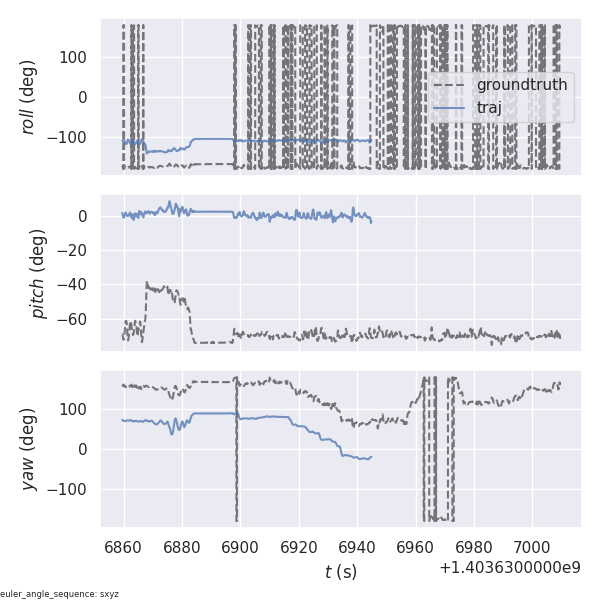 100
0
−100
roll (deg)
groundtruth
traj
0
−20
−40
−60
pitch (deg)
100
0
−100
yaw (deg)
6860 6880 6900 6920 6940 6960 6980 7000
t (s)
+1.4036300000e9
euler_angle_sequence: sxyz